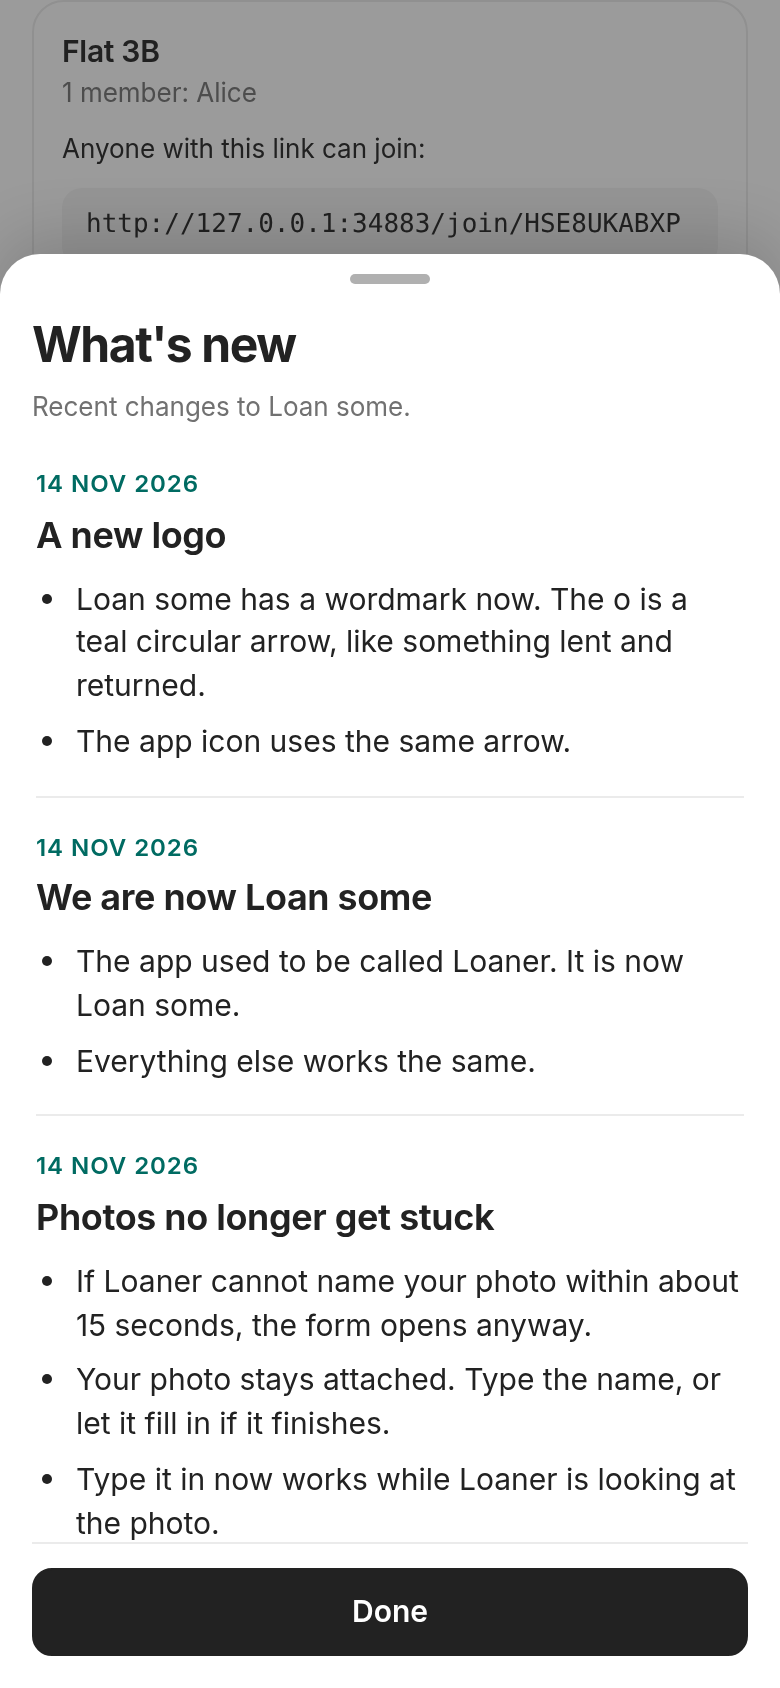 Flat 3B
1 member: Alice
Anyone with this link can join:
http://127.0.0.1:34883/join/HSE8UKABXP
What's new
Recent changes to Loan some.
14 NOV 2026
A new logo
• Loan some has a wordmark now. The o is a
teal circular arrow, like something lent and
returned.
• The app icon uses the same arrow.
14 NOV 2026
We are now Loan some
• The app used to be called Loaner. It is now
Loan some.
• Everything else works the same.
14 NOV 2026
Photos no longer get stuck
• If Loaner cannot name your photo within about
15 seconds, the form opens anyway.
• Your photo stays attached. Type the name, or
let it fill in if it finishes.
• Type it in now works while Loaner is looking at
the photo.
Done